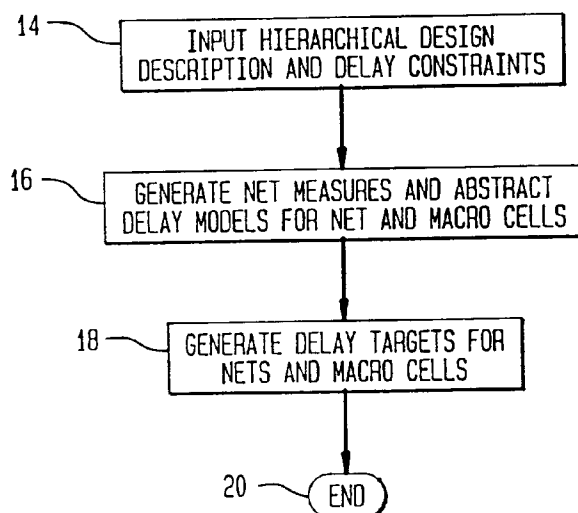 14
INPUT HIERARCHICAL DESIGN
DESCRIPTION AND DELAY CONSTRAINTS
16
GENERATE NET MEASURES AND ABSTRACT
DELAY MODELS FOR NET AND MACRO CELLS
18
GENERATE DELAY TARGETS FOR
NETS AND MACRO CELLS
20
END